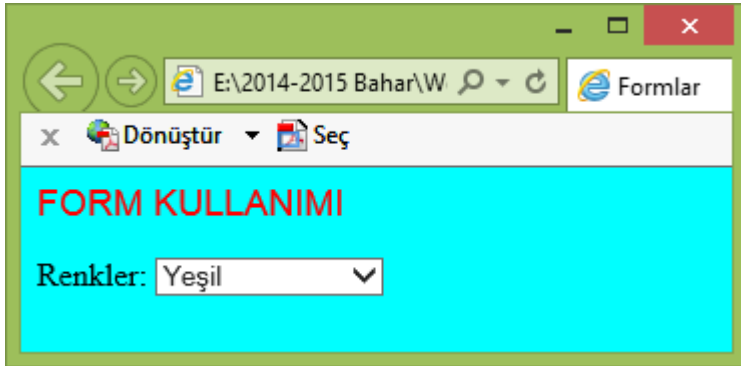 E:\2014-2015 Bahar\W
Formlar
x Dönüştür Seç
FORM KULLANIMI
Renkler: Yeşil